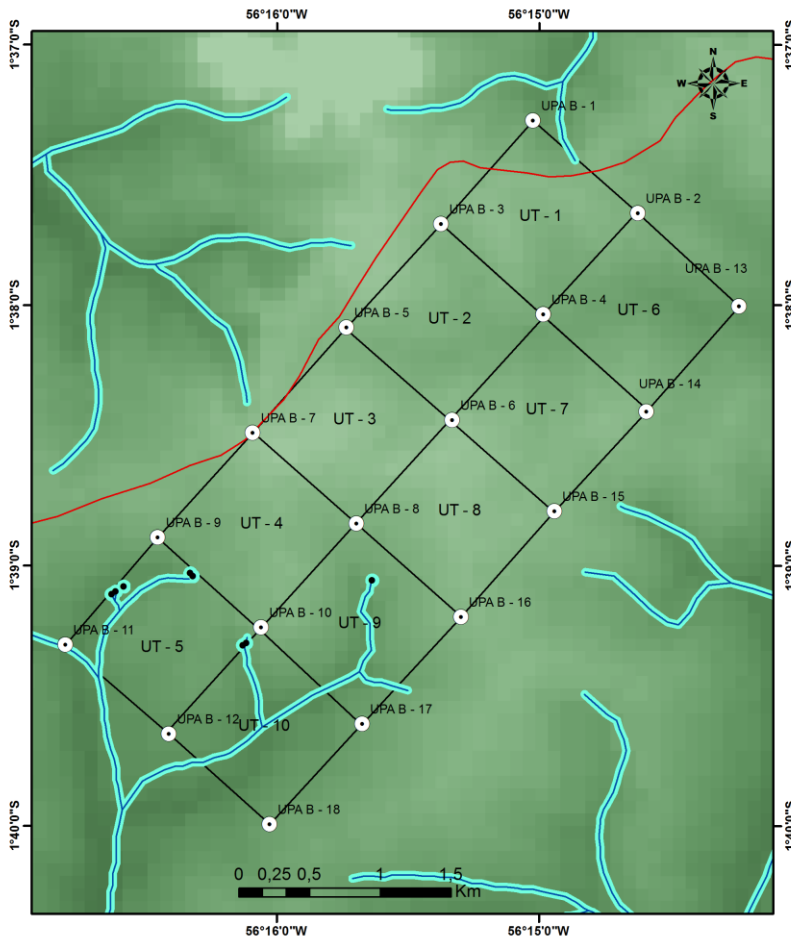 56°16'0"W 56°15'0"W
1°37'0"S 1°37'0"S
N
W E
S
UPA B - 1
UPA B - 2
UPA B - 3 UT - 1
UPA B - 13
UPA B - 4 UT - 6
1°38'0"S 1°38'0"S
UPA B - 5 UT - 2
UPA B - 14
UPA B - 6 UT - 7
UPA B - 7 UT - 3
UPA B - 15
UPA B - 9 UT - 4 UPA B - 8 UT - 8
1°39'0"S 1°39'0"S
UPA B - 16
UPA B - 10 UT - 9
UPA B - 11 UT - 5
UPA B - 12 UT - 10 UPA B - 17
UPA B - 18
1°40'0"S 1°40'0"S
0 0,25 0,5 1 1,5
Km
56°16'0"W 56°15'0"W